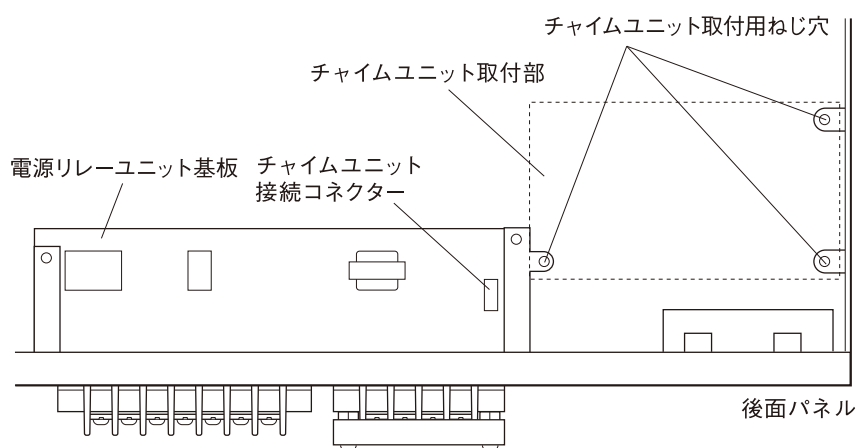 チャイムユニット取付用ねじ穴
チャイムユニット取付部
電源リレーユニット基板
チャイムユニット
接続コネクター
後面パネル